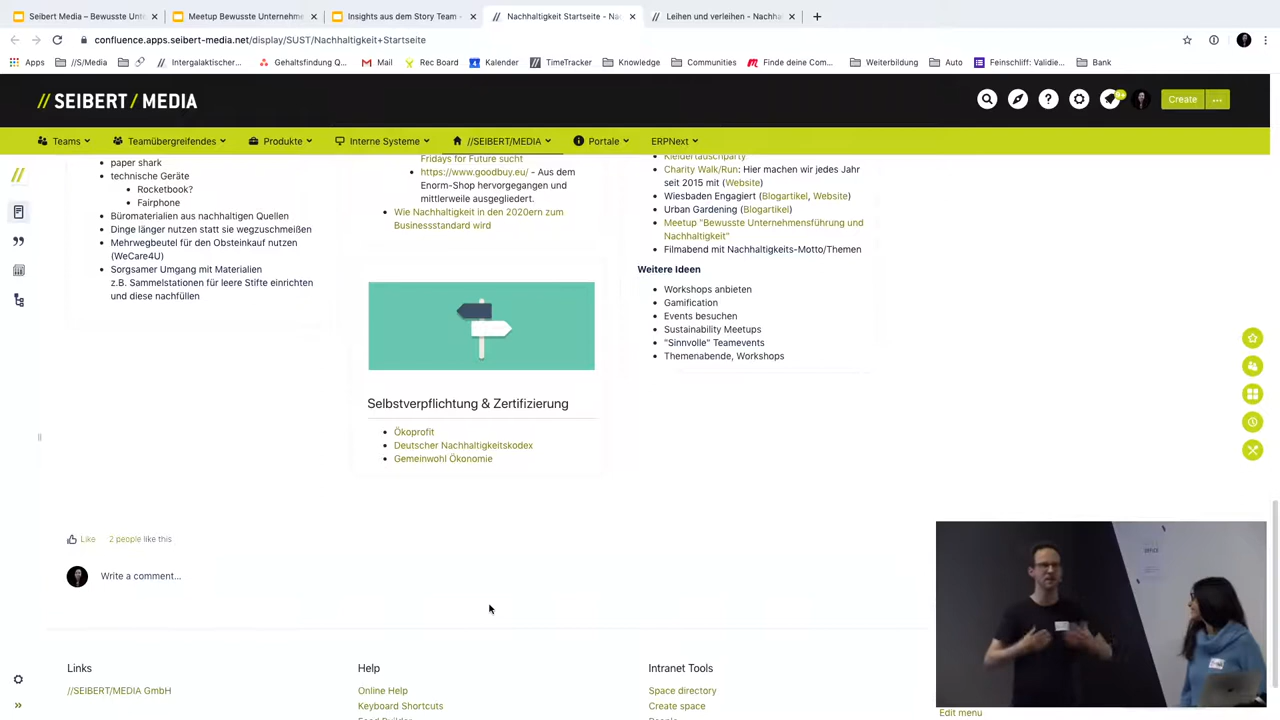 Seibert Media – Bewusste Unt
Meetup Bewusste Unternehme
Insights aus dem Story Team -
Nachhaltigkeit Startseite - Na
Leihen und verleihen - Nachha
confluence.apps.seibert-media.net/display/SUST/Nachhaltigkeit+Startseite
Apps
//S/Media
Intergalaktischer...
Gehaltsfindung Q...
Mail
Rec Board
Kalender
TimeTracker
Knowledge
Communities
Finde deine Com...
Weiterbildung
Auto
Feinschliff: Validie...
Bank
// SEIBERT / MEDIA
9+
Create
...
Teams
Teamübergreifendes
Produkte
Interne Systeme
//SEIBERT/MEDIA
Portale
ERPNext
paper shark
technische Geräte
Rocketbook?
Fairphone
Büromaterialien aus nachhaltigen Quellen
Dinge länger nutzen statt sie wegzuschmeißen
Mehrwegbeutel für den Obsteinkauf nutzen
(WeCare4U)
Sorgsamer Umgang mit Materialien
z.B. Sammelstationen für leere Stifte einrichten
und diese nachfüllen
Fridays for Future sucht
https://www.goodbuy.eu/ - Aus dem
Enorm-Shop hervorgegangen und
mittlerweile ausgegliedert.
Wie Nachhaltigkeit in den 2020ern zum
Businessstandard wird
Selbstverpflichtung & Zertifizierung
Ökoprofit
Deutscher Nachhaltigkeitskodex
Gemeinwohl Ökonomie
Kleidertauschparty
Charity Walk/Run: Hier machen wir jedes Jahr
seit 2015 mit (Website)
Wiesbaden Engagiert (Blogartikel, Website)
Urban Gardening (Blogartikel)
Meetup "Bewusste Unternehmensführung und
Nachhaltigkeit"
Filmabend mit Nachhaltigkeits-Motto/Themen
Weitere Ideen
Workshops anbieten
Gamification
Events besuchen
Sustainability Meetups
"Sinnvolle" Teamevents
Themenabende, Workshops
Like
2 people like this
Write a comment...
Links
//SEIBERT/MEDIA GmbH
Help
Online Help
Keyboard Shortcuts
Feed Builder
Intranet Tools
Space directory
Create space
People
Edit menu